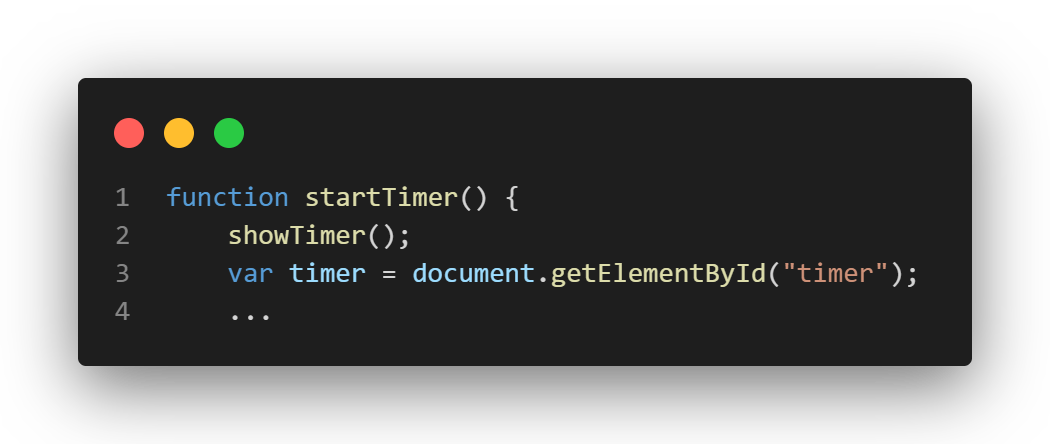 1 function startTimer() {
2     showTimer();
3     var timer = document.getElementById("timer");
4     ...